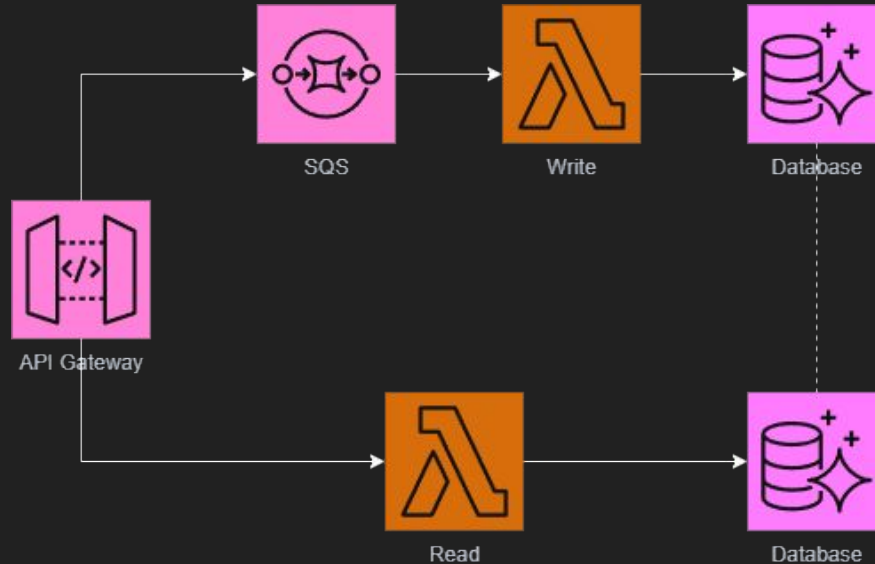 SQS
Write
Database
</>
API Gateway
Read
Database